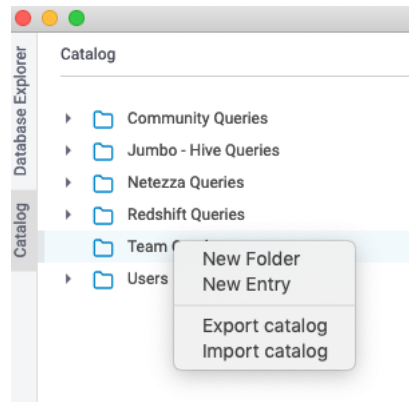 Database Explorer
Catalog
Catalog
Community Queries
Jumbo - Hive Queries
Netezza Queries
Redshift Queries
Team
Users
New Folder
New Entry
Export catalog
Import catalog